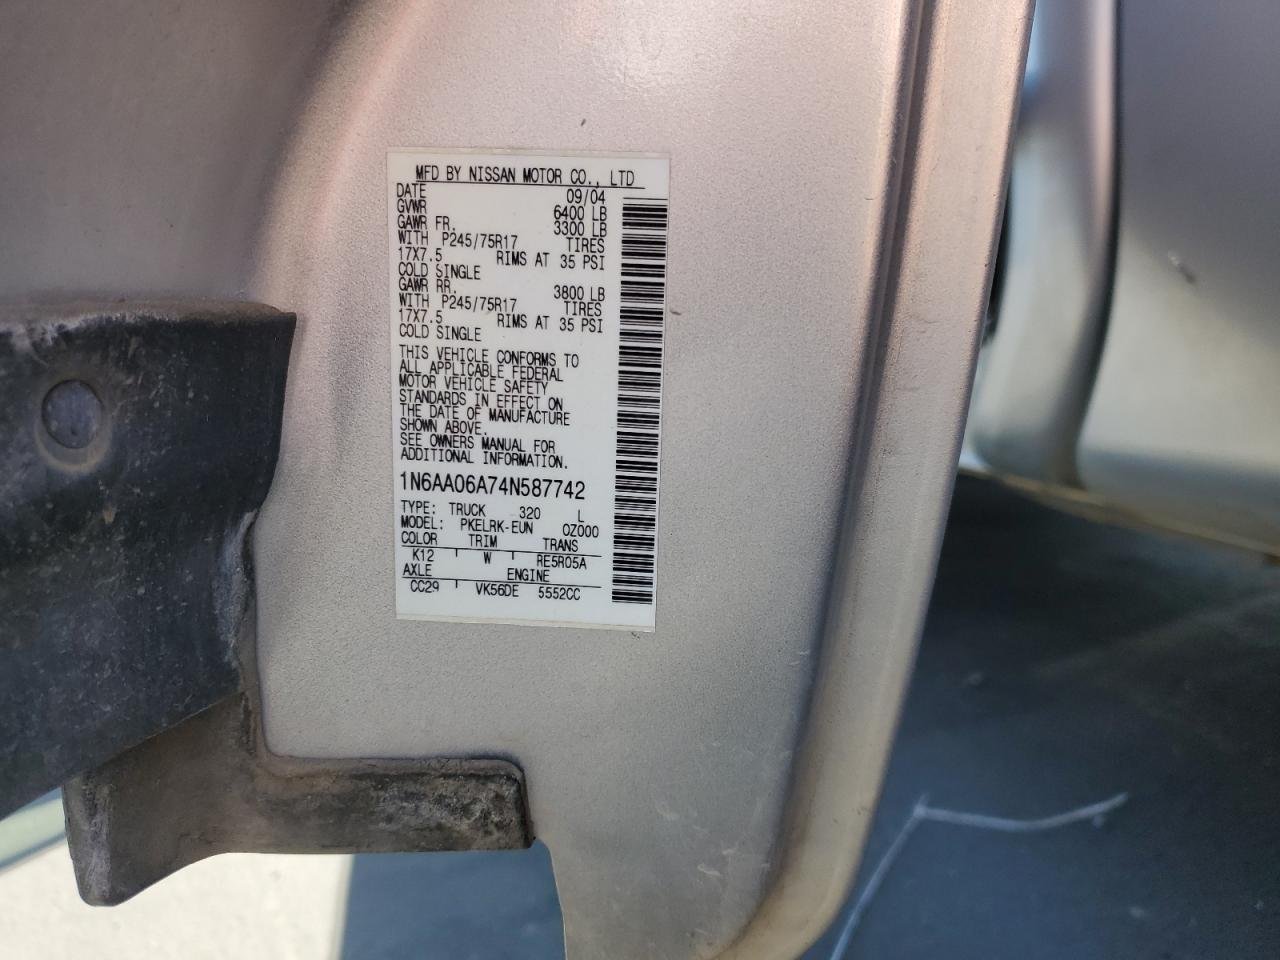 MFD BY NISSAN MOTOR CO., LTD
DATE 09/04
GVWR 6400 LB
GAWR FR. 3300 LB
WITH P245/75R17 TIRES
17X7.5 RIMS AT 35 PSI
COLD SINGLE
GAWR RR. 3800 LB
WITH P245/75R17 TIRES
17X7.5 RIMS AT 35 PSI
COLD SINGLE
THIS VEHICLE CONFORMS TO
ALL APPLICABLE FEDERAL
MOTOR VEHICLE SAFETY
STANDARDS IN EFFECT ON
THE DATE OF MANUFACTURE
SHOWN ABOVE.
SEE OWNERS MANUAL FOR
ADDITIONAL INFORMATION.
1N6AA06A74N587742
TYPE: TRUCK 320 L
MODEL: PKELRK-EUN QZ000
COLOR TRIM TRANS
K12 W RE5R05A
AXLE ENGINE
CC29 VK56DE 5552CC